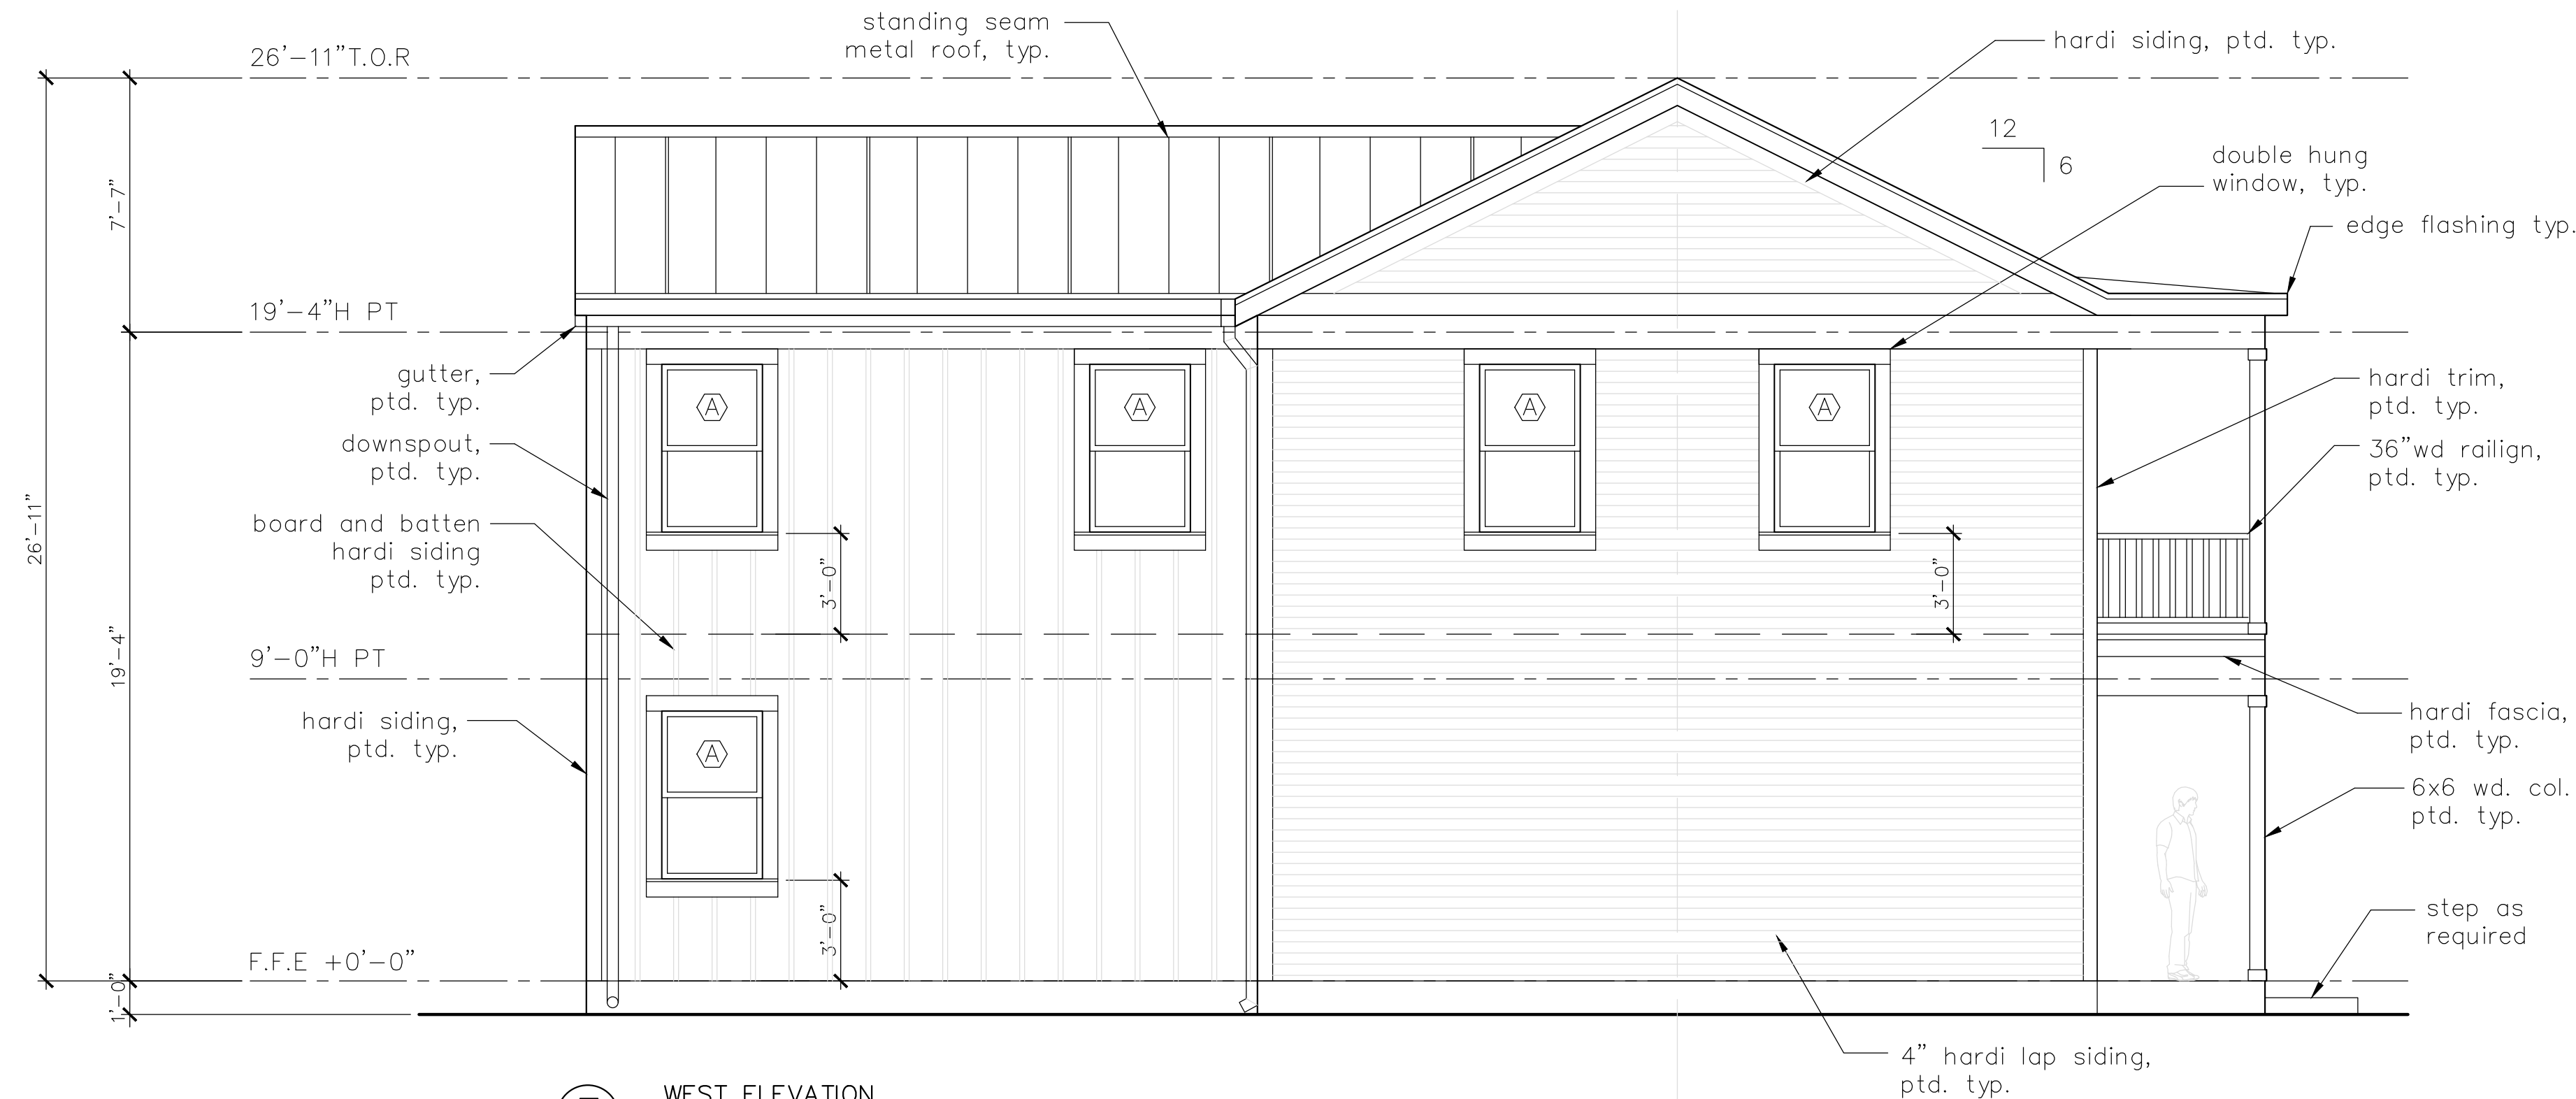 standing seam
metal roof, typ.
hardi siding, ptd. typ.
26'-11"T.O.R
12
6
double hung
window, typ.
edge flashing typ.
7'-7"
19'-4"H PT
gutter,
ptd. typ.
A
A
A
A
hardi trim,
ptd. typ.
downspout,
ptd. typ.
36"wd railign,
ptd. typ.
26'-11"
board and batten
hardi siding
ptd. typ.
3'-0"
3'-0"
19'-4"
9'-0"H PT
hardi siding,
ptd. typ.
A
hardi fascia,
ptd. typ.
6x6 wd. col.
ptd. typ.
3'-0"
step as
required
F.F.E +0'-0"
1'-0"
4" hardi lap siding,
ptd. typ.
WEST ELEVATION